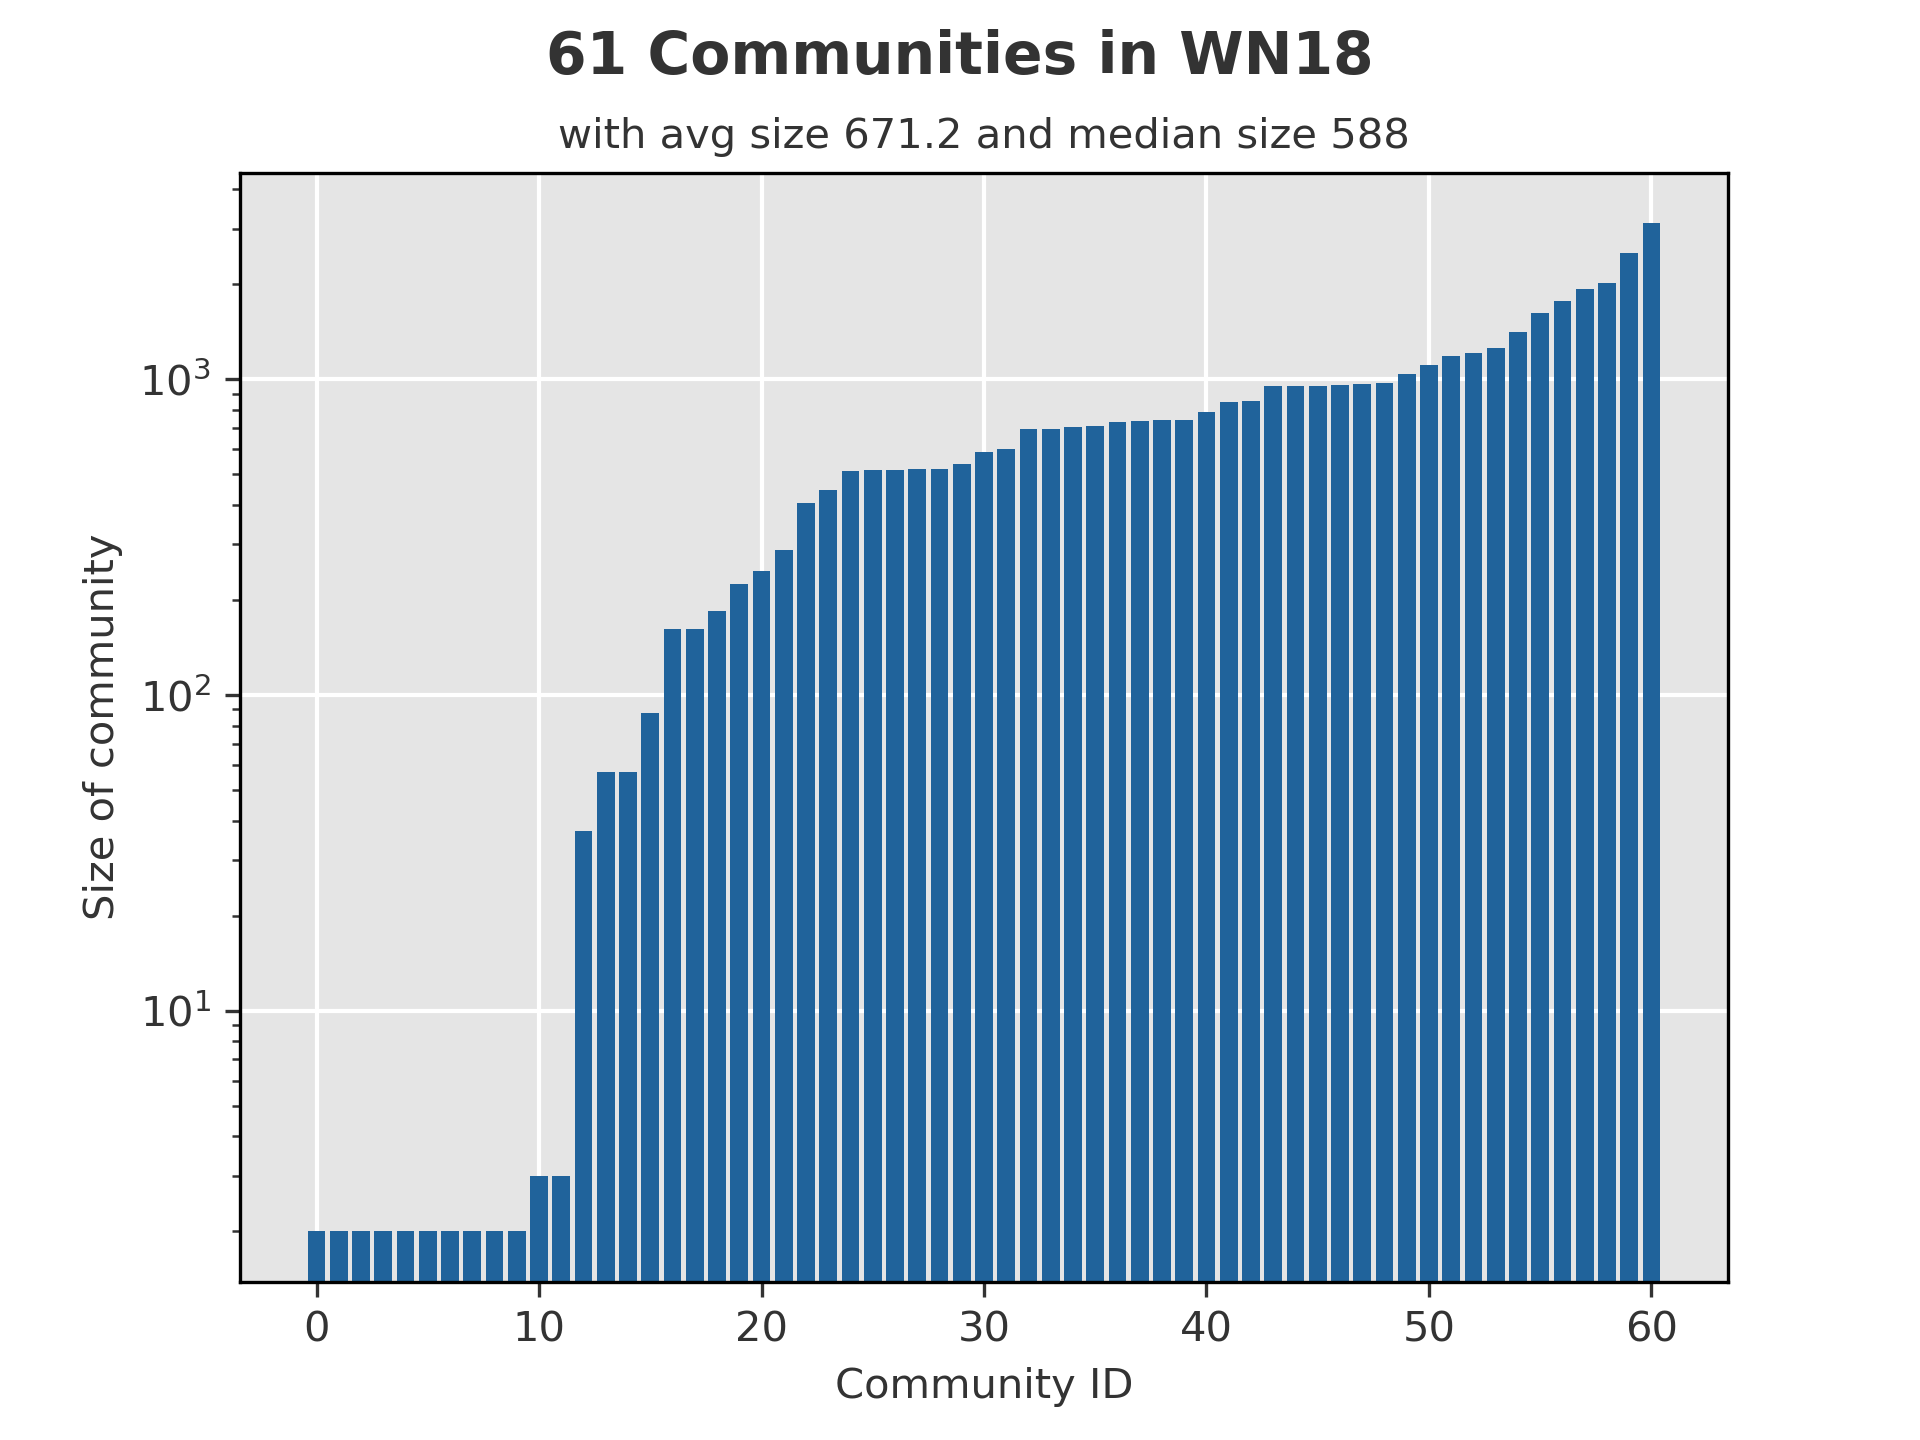 61 Communities in WN18
with avg size 671.2 and median size 588
Size of community
10³
10²
10¹
0 10 20 30 40 50 60
Community ID